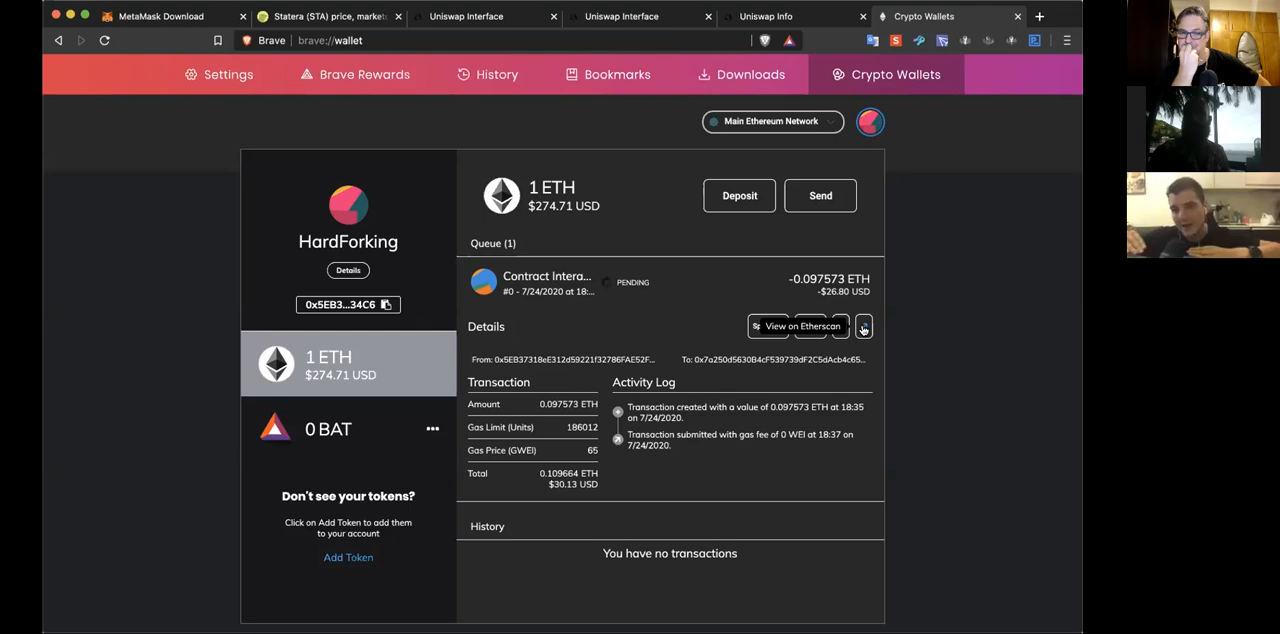 MetaMask Download
Statera (STA) price, marke
Uniswap Interface
Uniswap Interface
Uniswap Info
Crypto Wallets
Brave brave://wallet
Settings
Brave Rewards
History
Bookmarks
Downloads
Crypto Wallets
Main Ethereum Network
HardForking
Details
0x5EB3...34C6
1 ETH
$274.71 USD
0 BAT
Don't see your tokens?
Click on Add Token to add them
to your account
Add Token
1 ETH
$274.71 USD
Deposit
Send
Queue (1)
Contract Intera...
PENDING
-0.097573 ETH
#0 - 7/24/2020 at 18:...
-$26.80 USD
Details
View on Etherscan
From: 0x5EB37318eE312d59221f32786FAE52F...
To: 0x7a250d5630B4cF539739dF2C5dAcb4c65...
Transaction
Amount 0.097573 ETH
Gas Limit (Units) 186012
Gas Price (GWEI) 65
Total 0.109664 ETH
$30.13 USD
Activity Log
Transaction created with a value of 0.097573 ETH at 18:35
on 7/24/2020.
Transaction submitted with gas fee of 0 WEI at 18:37 on
7/24/2020.
History
You have no transactions